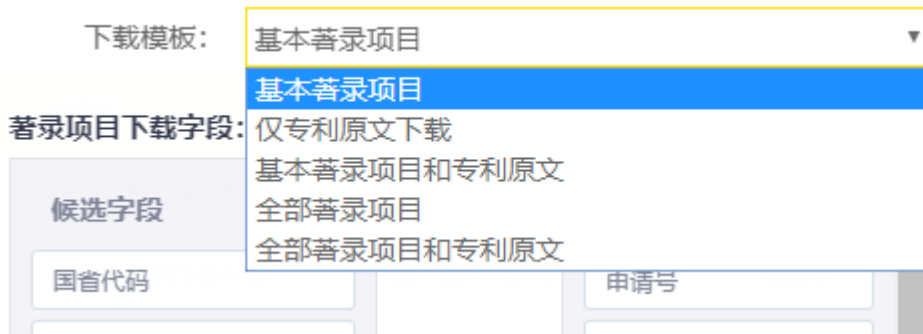 下载模板: 基本著录项目
基本著录项目
著录项目下载字段: 仅专利原文下载
基本著录项目和专利原文
候选字段 全部著录项目
全部著录项目和专利原文
国省代码 申请号